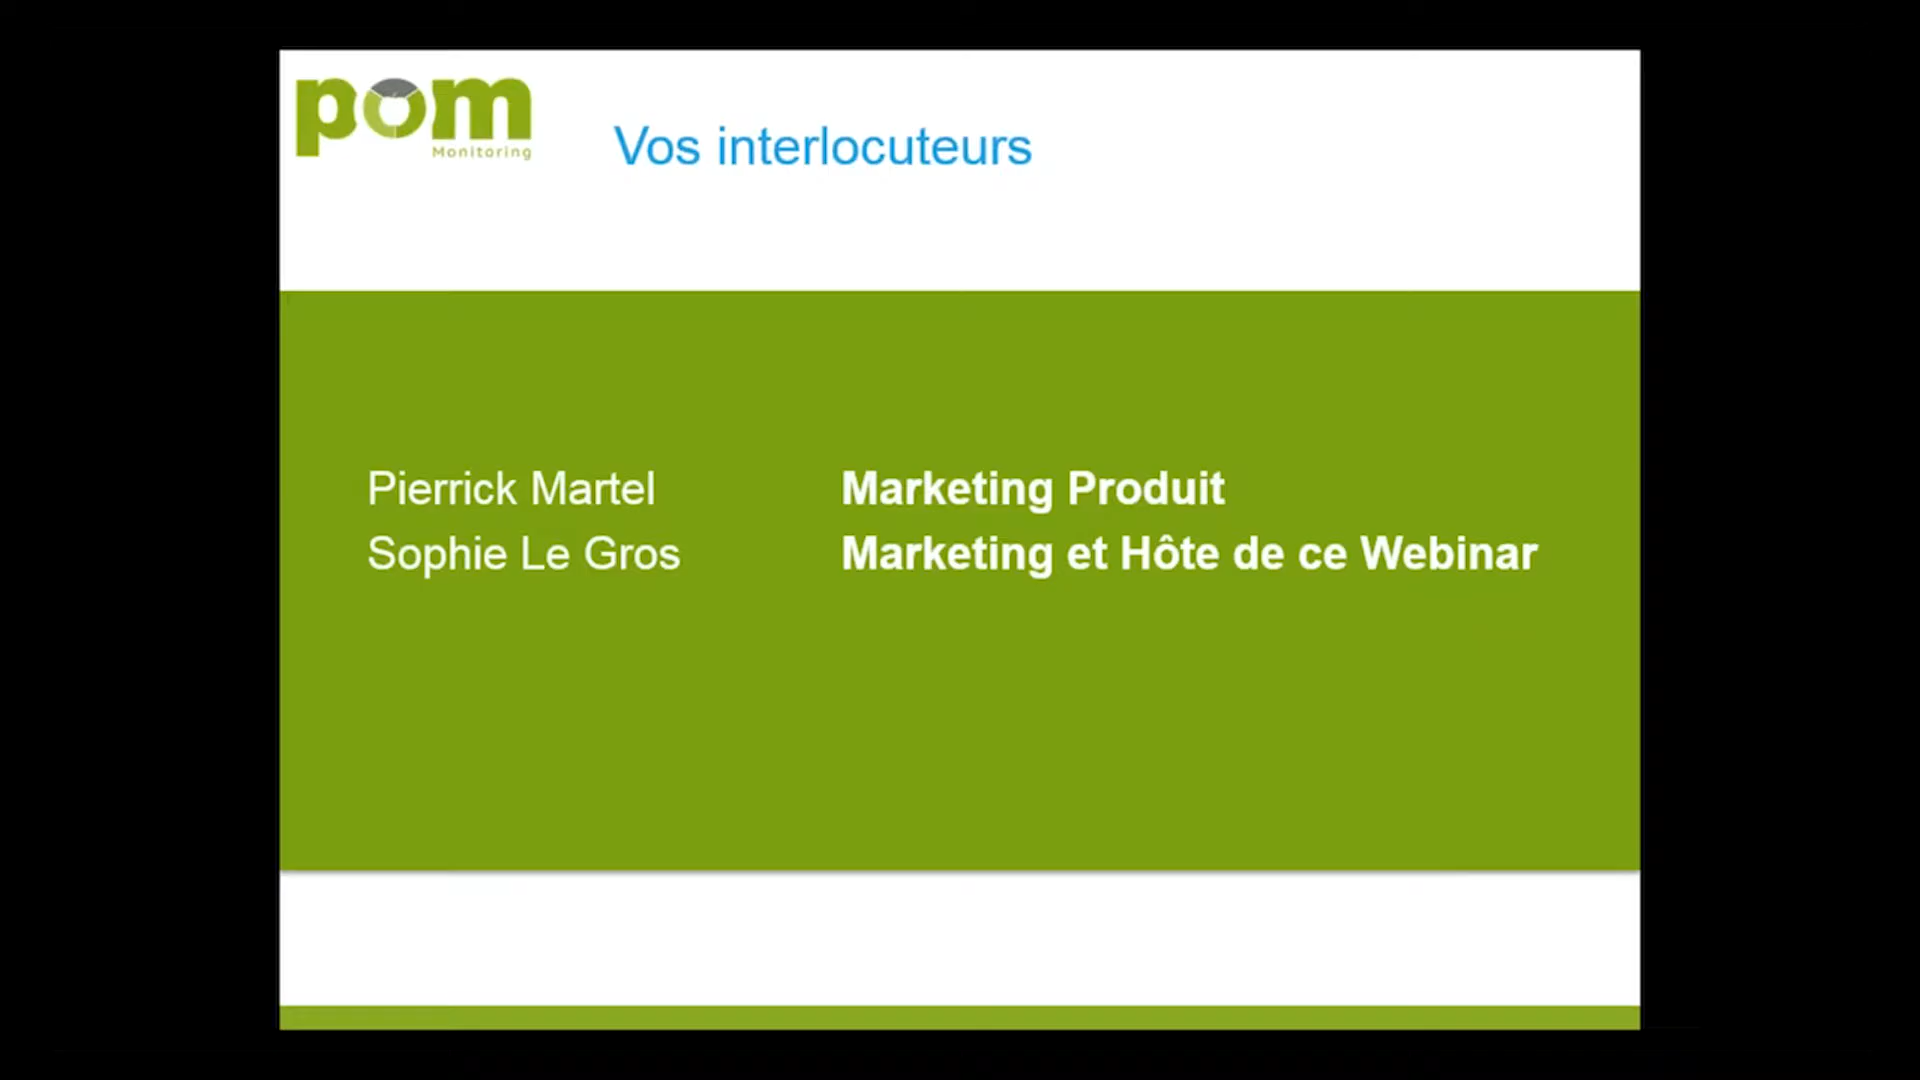 pom
Monitoring
Vos interlocuteurs
Pierrick Martel Marketing Produit
Sophie Le Gros Marketing et Hôte de ce Webinar